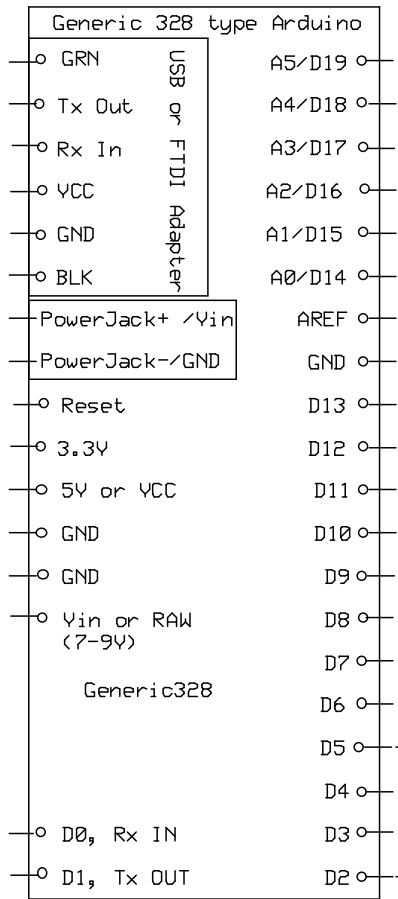 Generic 328 type Arduino
GRN
Tx Out
Rx In
VCC
GND
BLK
USB or FTDI Adapter
PowerJack+ /Vin
PowerJack-/GND
Reset
3.3V
5V or VCC
GND
GND
Vin or RAW
(7-9V)
Generic328
D0, Rx IN
D1, Tx OUT
A5/D19
A4/D18
A3/D17
A2/D16
A1/D15
A0/D14
AREF
GND
D13
D12
D11
D10
D9
D8
D7
D6
D5
D4
D3
D2